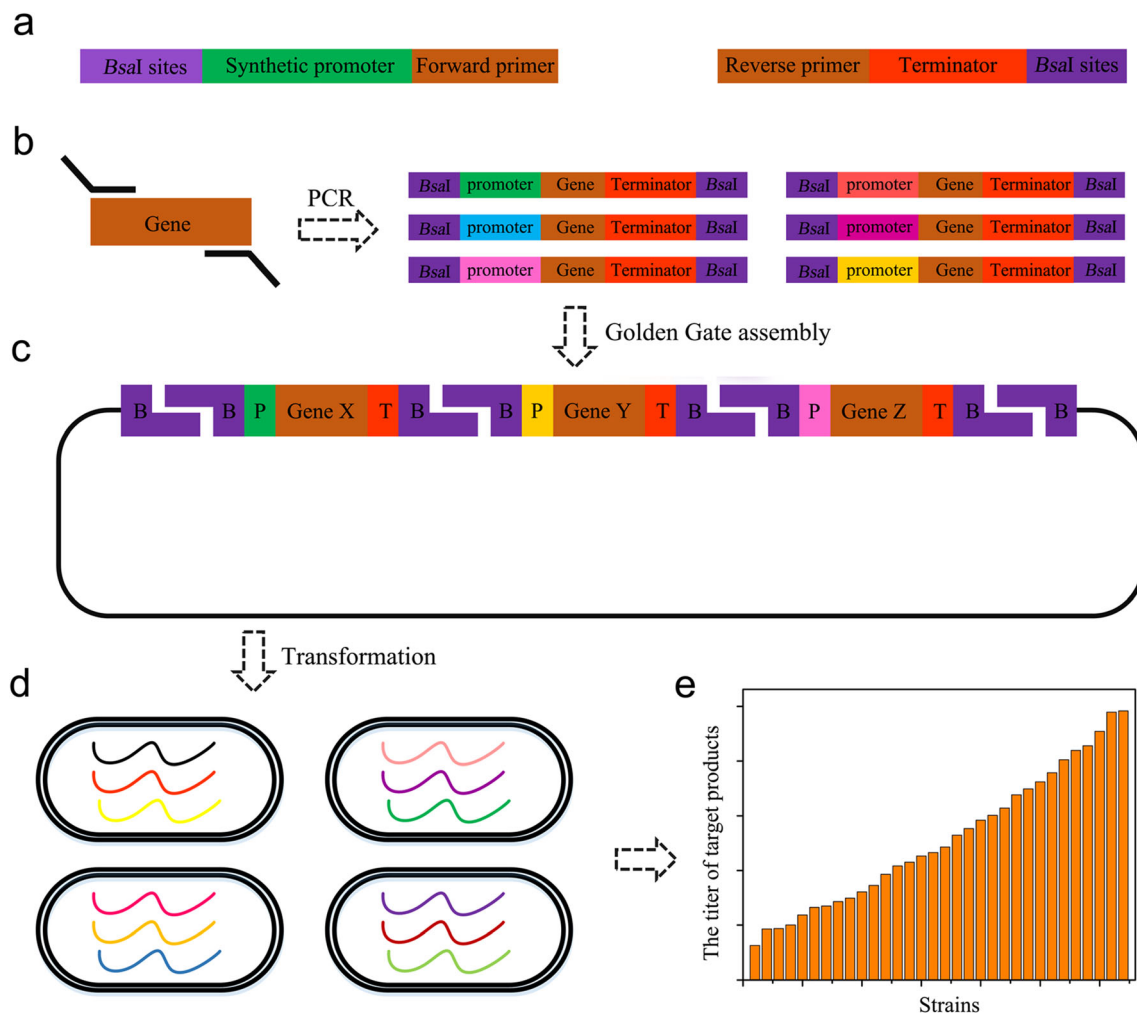 a
BsaI sites Synthetic promoter Forward primer
Reverse primer Terminator BsaI sites
b
Gene
PCR
BsaI promoter Gene Terminator BsaI
BsaI promoter Gene Terminator BsaI
BsaI promoter Gene Terminator BsaI
BsaI promoter Gene Terminator BsaI
BsaI promoter Gene Terminator BsaI
BsaI promoter Gene Terminator BsaI
Golden Gate assembly
c
B B P Gene X T B B P Gene Y T B B P Gene Z T B B
Transformation
d
e
The titer of target products
Strains